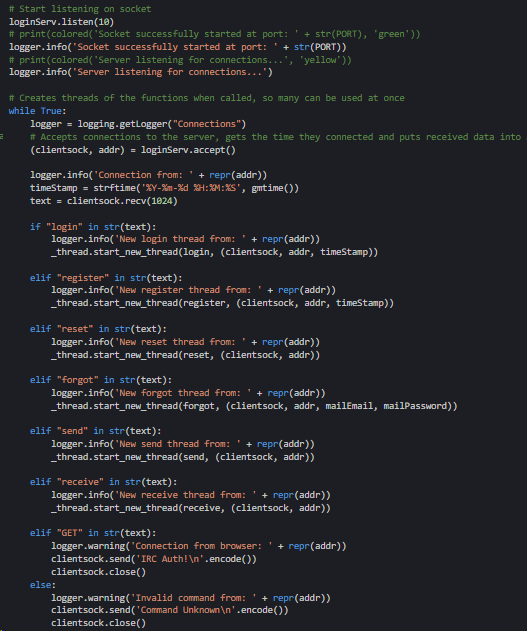 # Start listening on socket
loginServ.listen(10)
# print(colored('Socket successfully started at port: ' + str(PORT), 'green'))
logger.info('Socket successfully started at port: ' + str(PORT))
# print(colored('Server listening for connections...', 'yellow'))
logger.info('Server listening for connections...')
# Creates threads of the functions when called, so many can be used at once
while True:
logger = logging.getLogger("Connections")
# Accepts connections to the server, gets the time they connected and puts received data into
(clientsock, addr) = loginServ.accept()
logger.info('Connection from: ' + repr(addr))
timeStamp = strftime('%Y-%m-%d %H:%M:%S', gmtime())
text = clientsock.recv(1024)
if "login" in str(text):
logger.info('New login thread from: ' + repr(addr))
_thread.start_new_thread(login, (clientsock, addr, timeStamp))
elif "register" in str(text):
logger.info('New register thread from: ' + repr(addr))
_thread.start_new_thread(register, (clientsock, addr, timeStamp))
elif "reset" in str(text):
logger.info('New reset thread from: ' + repr(addr))
_thread.start_new_thread(reset, (clientsock, addr))
elif "forgot" in str(text):
logger.info('New forgot thread from: ' + repr(addr))
_thread.start_new_thread(forgot, (clientsock, addr, mailEmail, mailPassword))
elif "send" in str(text):
logger.info('New send thread from: ' + repr(addr))
_thread.start_new_thread(send, (clientsock, addr))
elif "receive" in str(text):
logger.info('New receive thread from: ' + repr(addr))
_thread.start_new_thread(receive, (clientsock, addr))
elif "GET" in str(text):
logger.warning('Connection from browser: ' + repr(addr))
clientsock.send('IRC Auth!\n'.encode())
clientsock.close()
else:
logger.warning('Invalid command from: ' + repr(addr))
clientsock.send('Command Unknown\n'.encode())
clientsock.close()